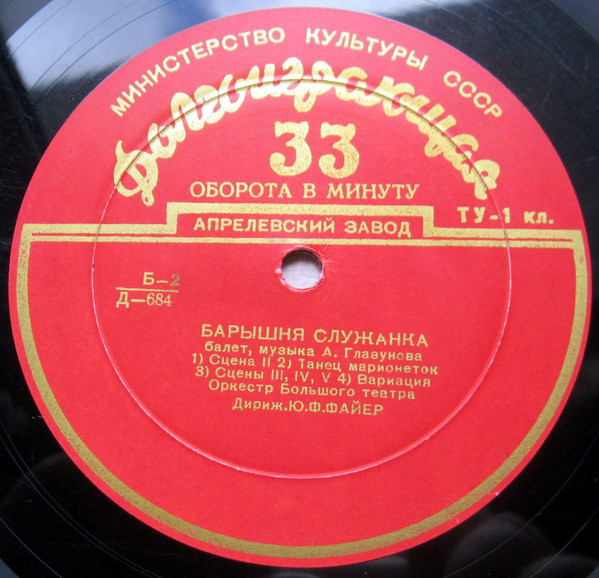 МИНИСТЕРСТВО КУЛЬТУРЫ СССР
Долгоиграющая
33
ОБОРОТА В МИНУТУ
ТУ-1 кл.
АПРЕЛЕВСКИЙ ЗАВОД
Б-2
Д-684
БАРЫШНЯ СЛУЖАНКА
балет, музыка А. Глазунова
1) Сцена II 2) Танец марионеток
3) Сцены III, IV, V 4) Вариация
Оркестр Большого театра
Дириж. Ю.Ф.ФАЙЕР